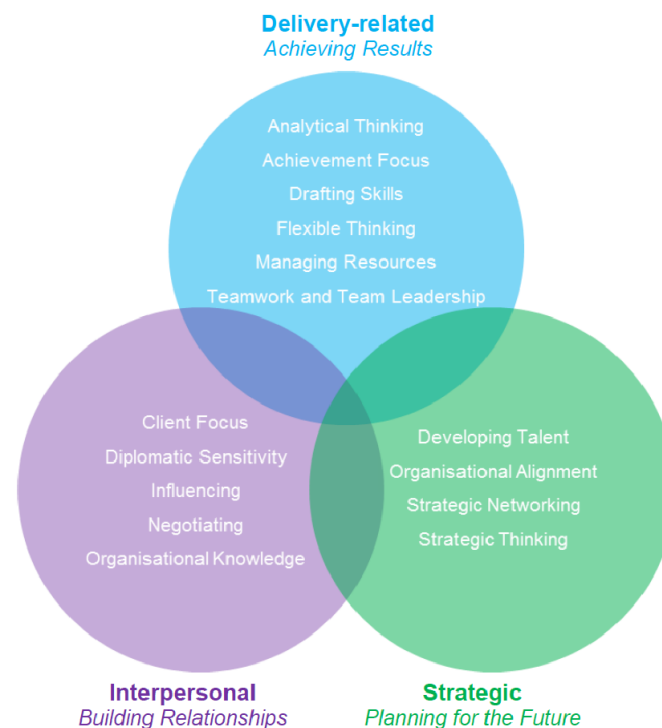 Delivery-related
Achieving Results
Analytical Thinking
Achievement Focus
Drafting Skills
Flexible Thinking
Managing Resources
Teamwork and Team Leadership
Client Focus
Diplomatic Sensitivity
Influencing
Negotiating
Organisational Knowledge
Developing Talent
Organisational Alignment
Strategic Networking
Strategic Thinking
Interpersonal
Building Relationships
Strategic
Planning for the Future